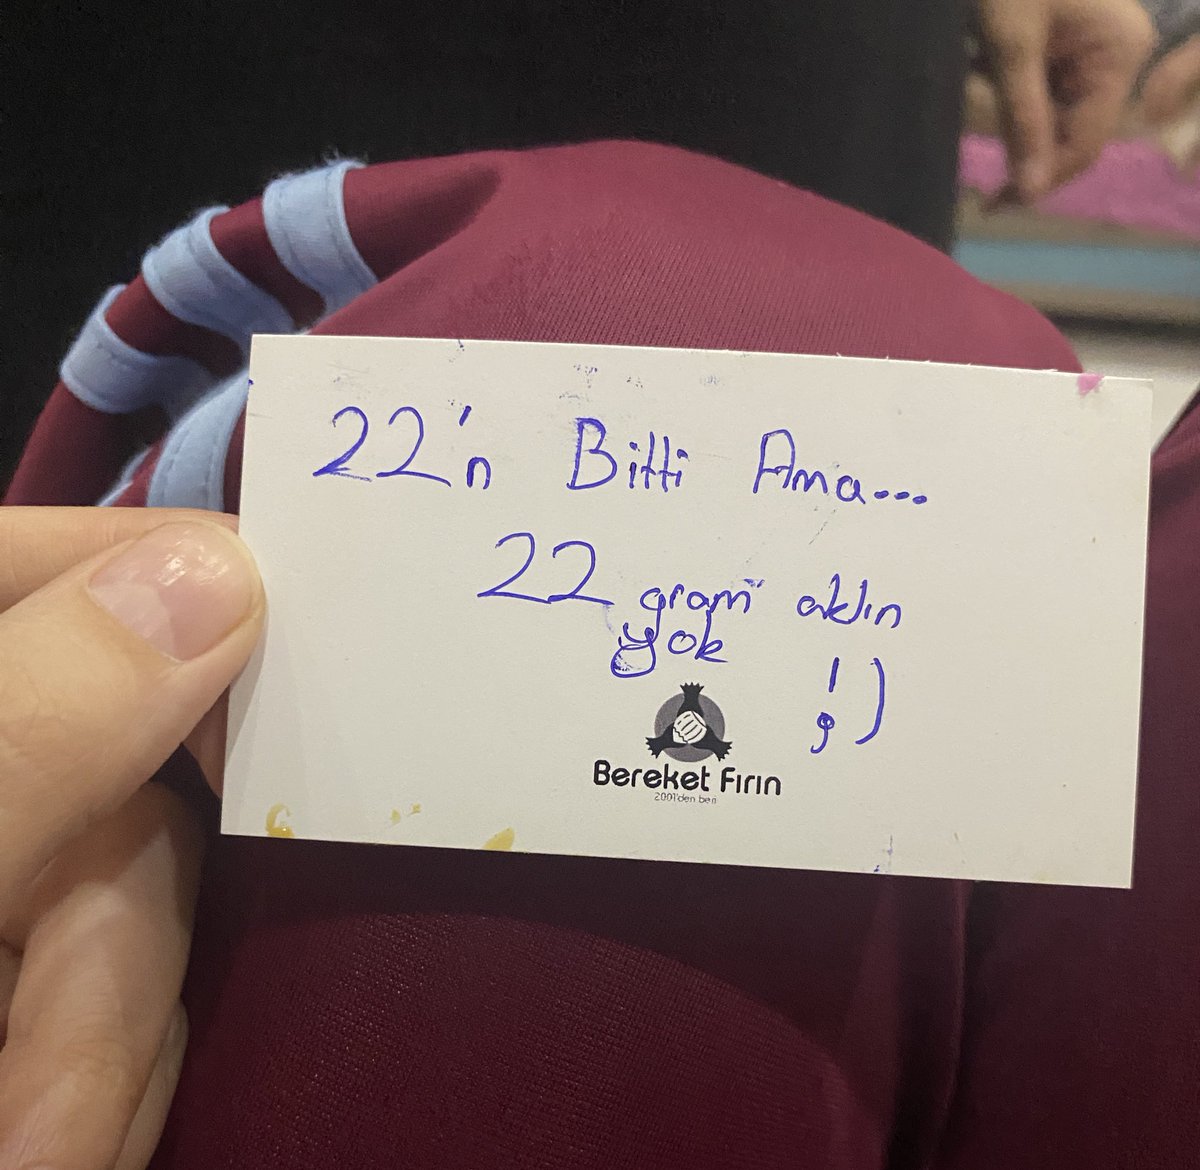 22'n Bitti Ama...
22 gram aklın
yok ! ;)
Bereket Fırın
2001'den beri